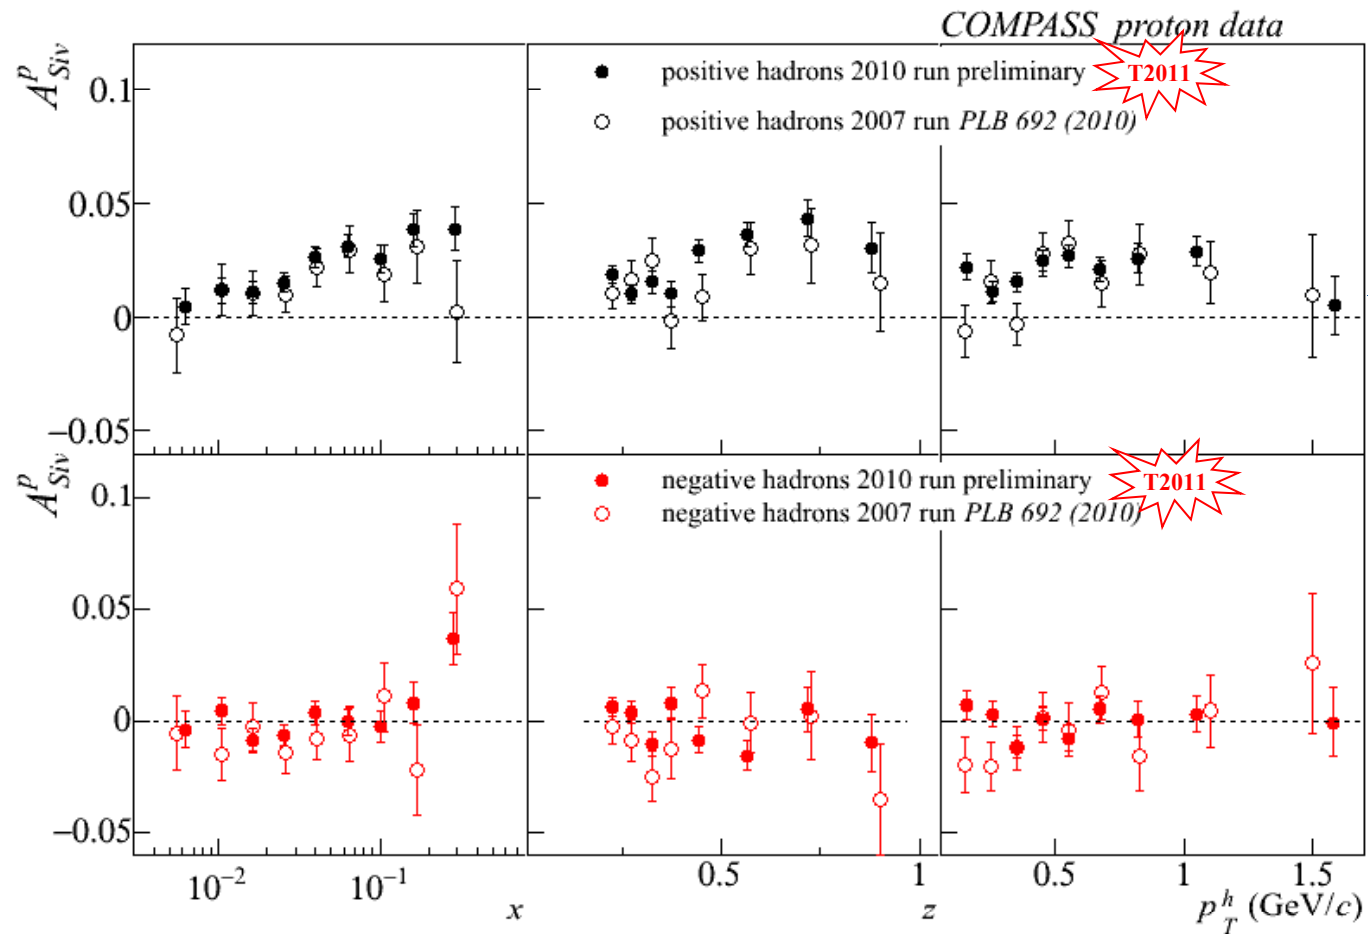 COMPASS proton data
A^p_Siv
positive hadrons 2010 run preliminary
T2011
positive hadrons 2007 run PLB 692 (2010)
0.1
0.05
0
−0.05
A^p_Siv
negative hadrons 2010 run preliminary
T2011
negative hadrons 2007 run PLB 692 (2010)
0.1
0.05
0
−0.05
10^−2 10^−1 0.5 1 0.5 1 1.5
x z p^h_T (GeV/c)